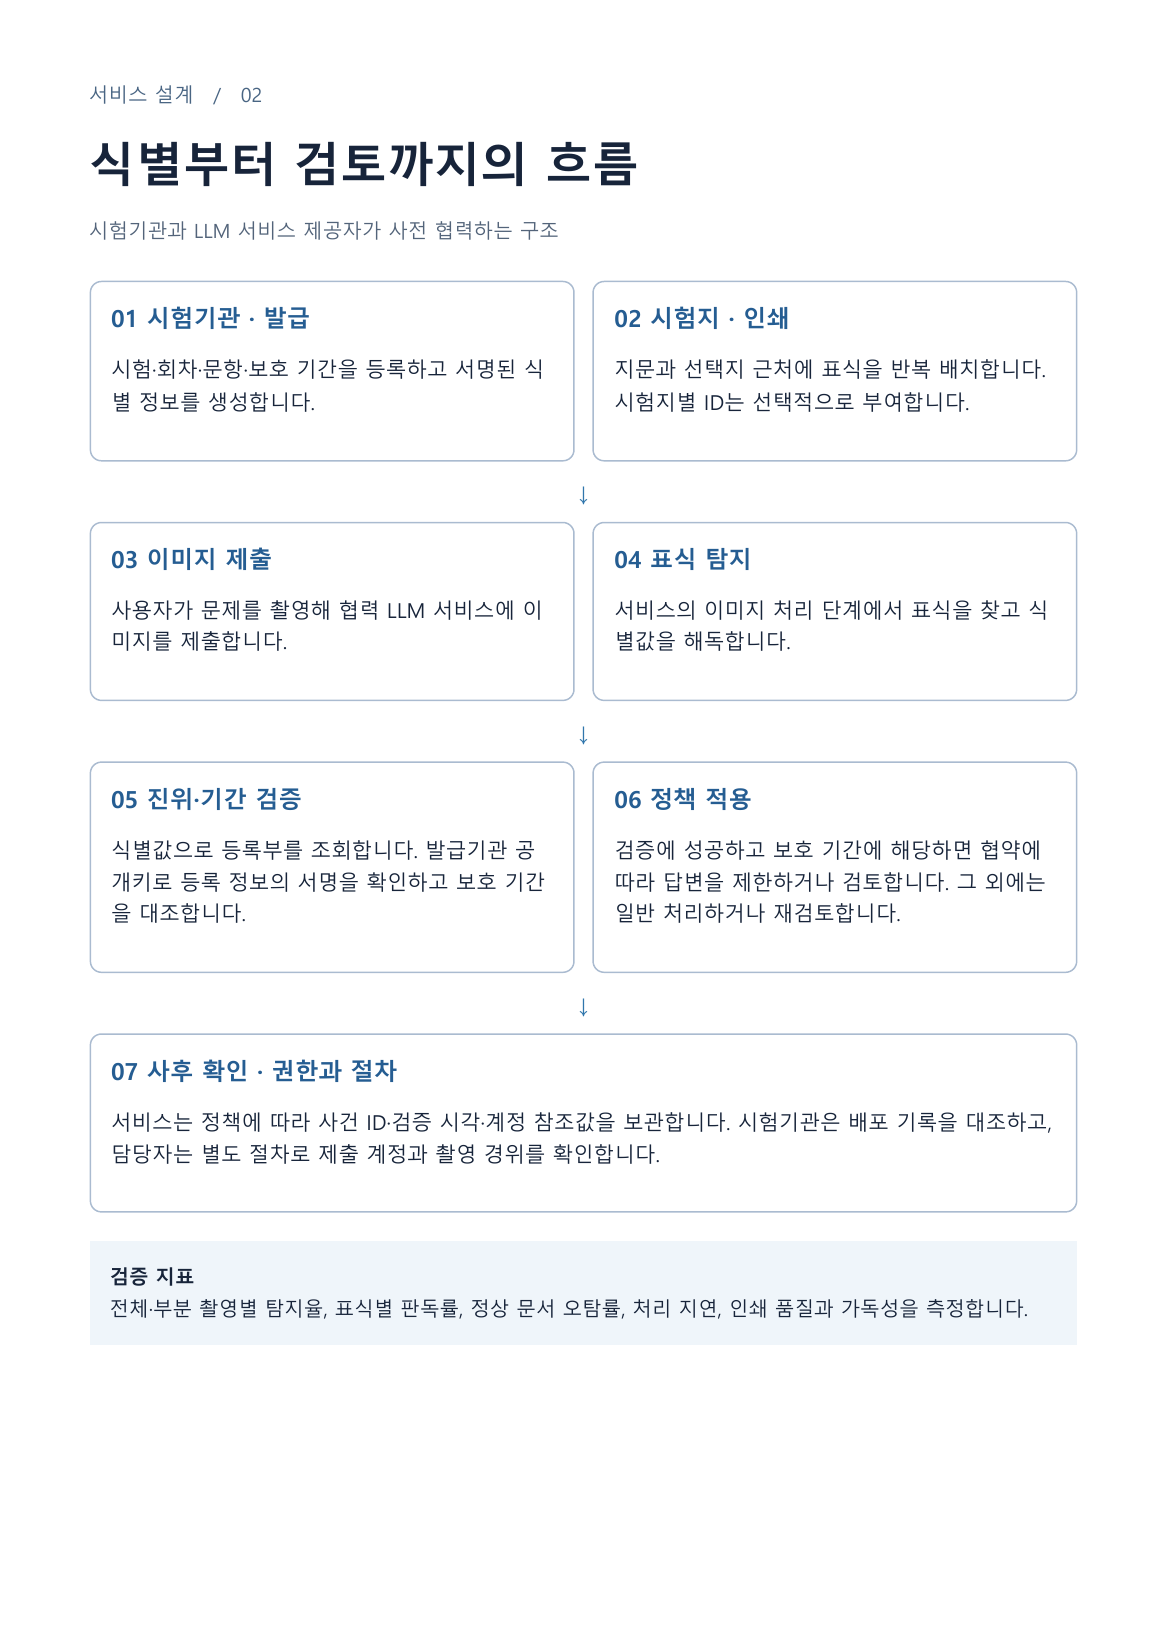 서비스 설계 / 02
식별부터 검토까지의 흐름
시험기관과 LLM 서비스 제공자가 사전 협력하는 구조
01 시험기관 · 발급
시험·회차·문항·보호 기간을 등록하고 서명된 식
별 정보를 생성합니다.
02 시험지 · 인쇄
지문과 선택지 근처에 표식을 반복 배치합니다.
시험지별 ID는 선택적으로 부여합니다.
↓
03 이미지 제출
사용자가 문제를 촬영해 협력 LLM 서비스에 이
미지를 제출합니다.
04 표식 탐지
서비스의 이미지 처리 단계에서 표식을 찾고 식
별값을 해독합니다.
↓
05 진위·기간 검증
식별값으로 등록부를 조회합니다. 발급기관 공
개키로 등록 정보의 서명을 확인하고 보호 기간
을 대조합니다.
06 정책 적용
검증에 성공하고 보호 기간에 해당하면 협약에
따라 답변을 제한하거나 검토합니다. 그 외에는
일반 처리하거나 재검토합니다.
↓
07 사후 확인 · 권한과 절차
서비스는 정책에 따라 사건 ID·검증 시각·계정 참조값을 보관합니다. 시험기관은 배포 기록을 대조하고,
담당자는 별도 절차로 제출 계정과 촬영 경위를 확인합니다.
검증 지표
전체·부분 촬영별 탐지율, 표식별 판독률, 정상 문서 오탐률, 처리 지연, 인쇄 품질과 가독성을 측정합니다.